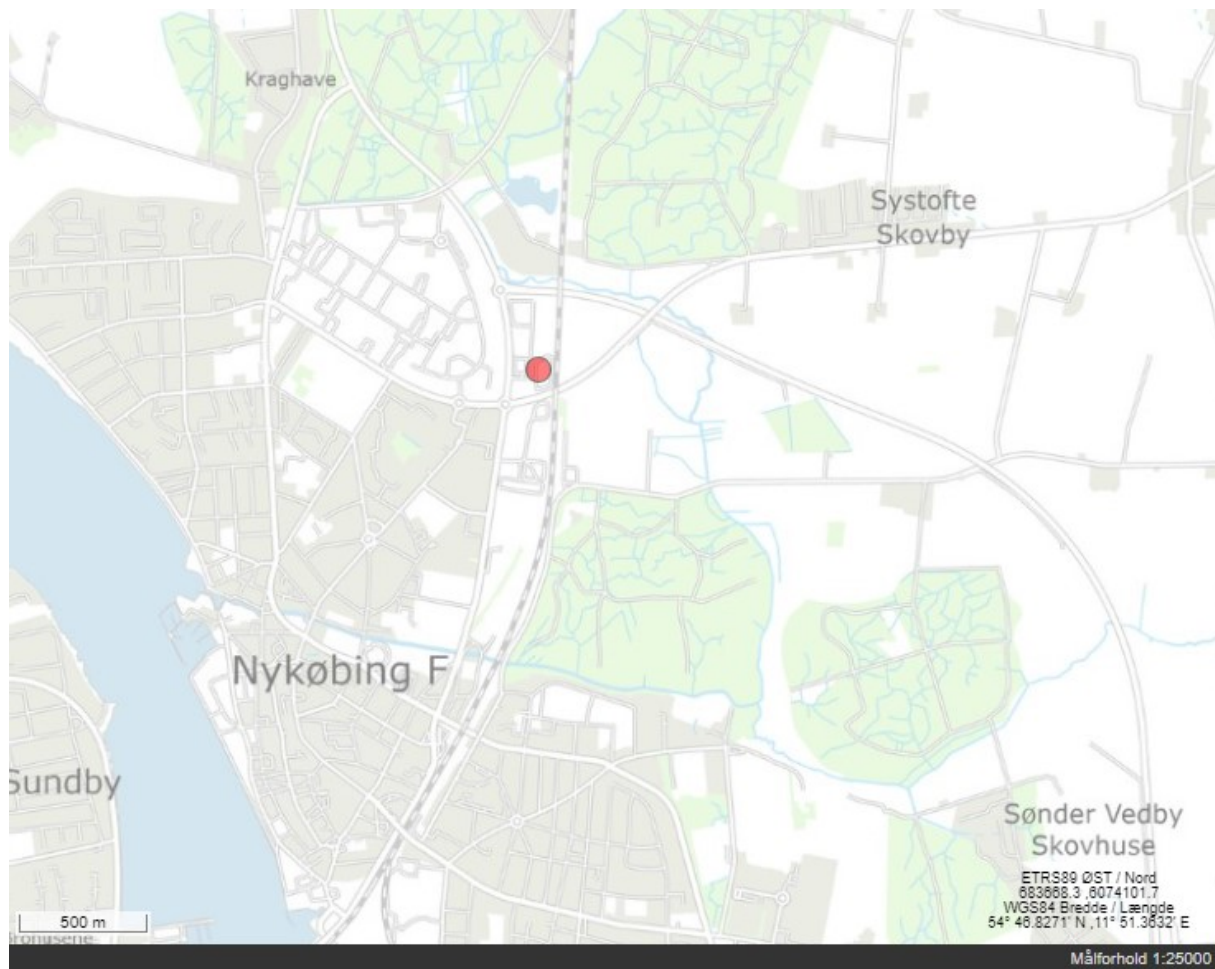 Kraghave
Systofte
Skovby
Nykøbing F
Sundby
Sønder Vedby
Skovhuse
ETRS89 ØST / Nord
683668.3 ,6074101.7
WGS84 Bredde / Længde
54° 46.8271' N ,11° 51.3632' E
500 m
Målforhold 1:25000